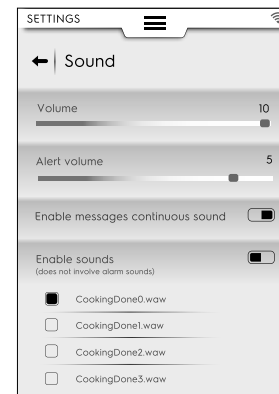 SETTINGS
Sound
Volume 10
Alert volume 5
Enable messages continuous sound
Enable sounds
(does not involve alarm sounds)
CookingDone0.waw
CookingDone1.waw
CookingDone2.waw
CookingDone3.waw